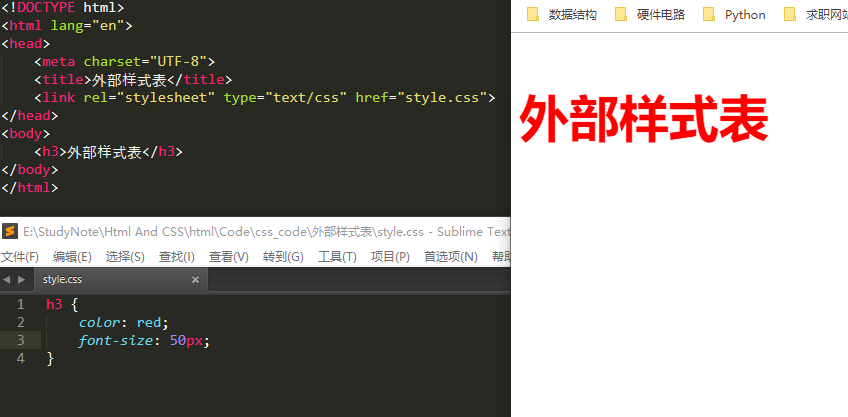 <!DOCTYPE html>
<html lang="en">
<head>
    <meta charset="UTF-8">
    <title>外部样式表</title>
    <link rel="stylesheet" type="text/css" href="style.css">
</head>
<body>
    <h3>外部样式表</h3>
</body>
</html>
E:\StudyNote\Html And CSS\html\Code\css_code\外部样式表\style.css - Sublime Text
文件(F) 编辑(E) 选择(S) 查找(I) 查看(V) 转到(G) 工具(T) 项目(P) 首选项(N) 帮助
style.css ×
1 h3 {
2     color: red;
3     font-size: 50px;
4 }
数据结构 硬件电路 Python 求职网站
外部样式表